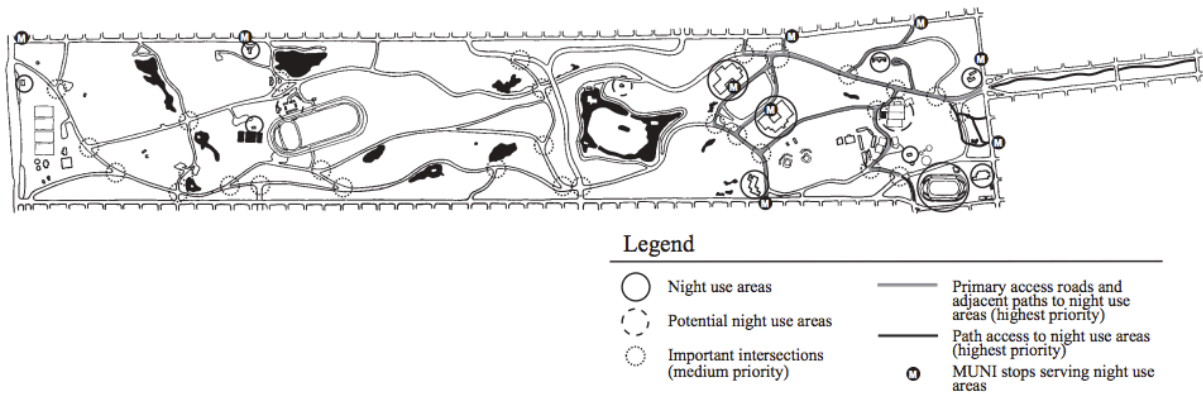 M
M
M
M
M
M
M
M
M
Legend
Night use areas
Potential night use areas
Important intersections
(medium priority)
Primary access roads and
adjacent paths to night use
areas (highest priority)
Path access to night use areas
(highest priority)
M
MUNI stops serving night use
areas